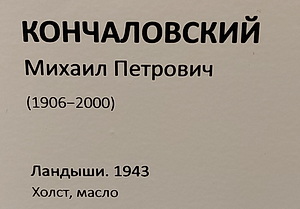 КОНЧАЛОВСКИЙ
Михаил Петрович
(1906–2000)
Ландыши. 1943
Холст, масло